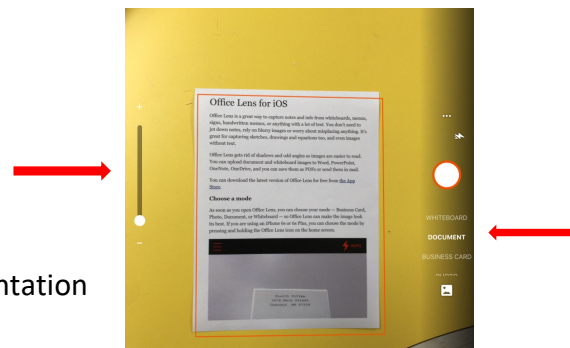 Office Lens for iOS
Office Lens is a great way to capture notes and info from whiteboards, menus,
signs, handwritten memos, or anything with a lot of text. You don't need to
jot down notes, rely on blurry images or worry about misplacing anything. It's
great for capturing sketches, drawings and equations too, and even images
without text.
Office Lens gets rid of shadows and odd angles so images are easier to read.
You can upload document and whiteboard images to Word, PowerPoint,
OneNote, OneDrive, and you can save them as PDFs or send them in mail.
You can download the latest version of Office Lens for free from the App
Store.
Choose a mode
As soon as you open Office Lens, you can choose your mode — Business Card,
Photo, Document, or Whiteboard — so Office Lens can make the image look
its best. If you are using an iPhone 6s or 6s Plus, you can choose the mode by
pressing and holding the Office Lens icon on the home screen.
Fourth Coffee
WHITEBOARD
DOCUMENT
BUSINESS CARD
PHOTO
ntation